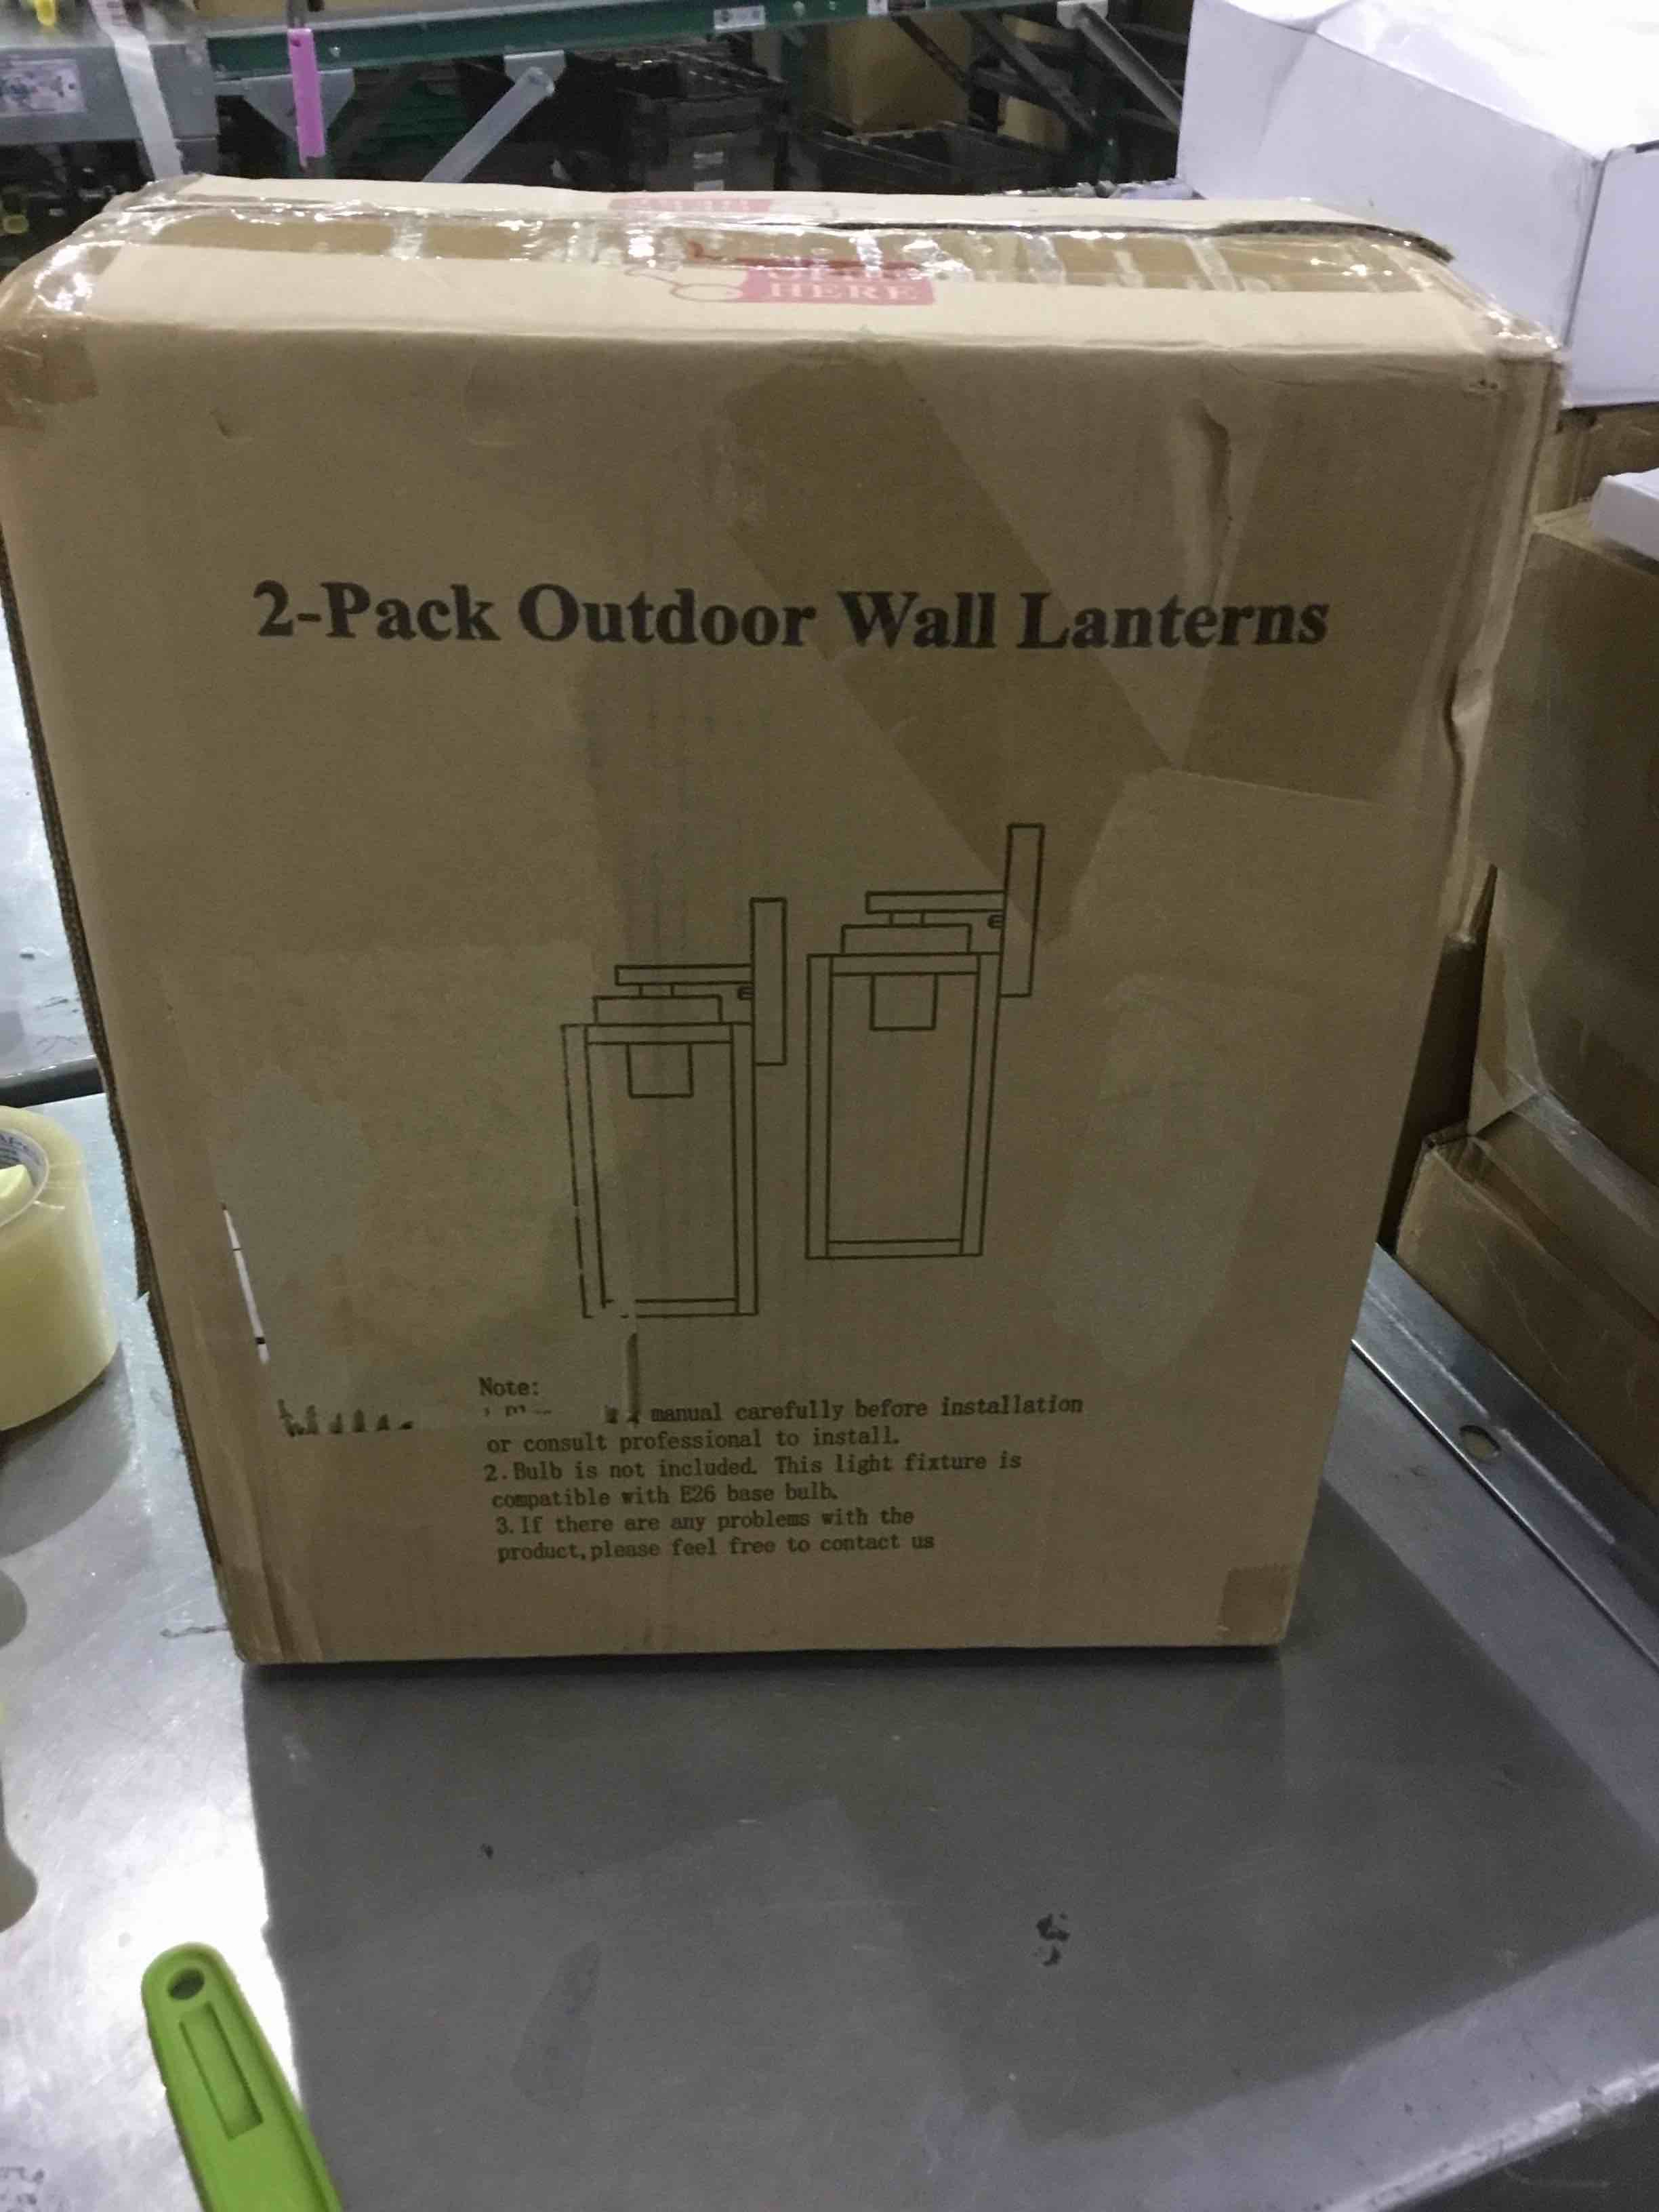 HERE
2-Pack Outdoor Wall Lanterns
Note:
manual carefully before installation
or consult professional to install.
2. Bulb is not included. This light fixture is
compatible with E26 base bulb.
3. If there are any problems with the
product, please feel free to contact us